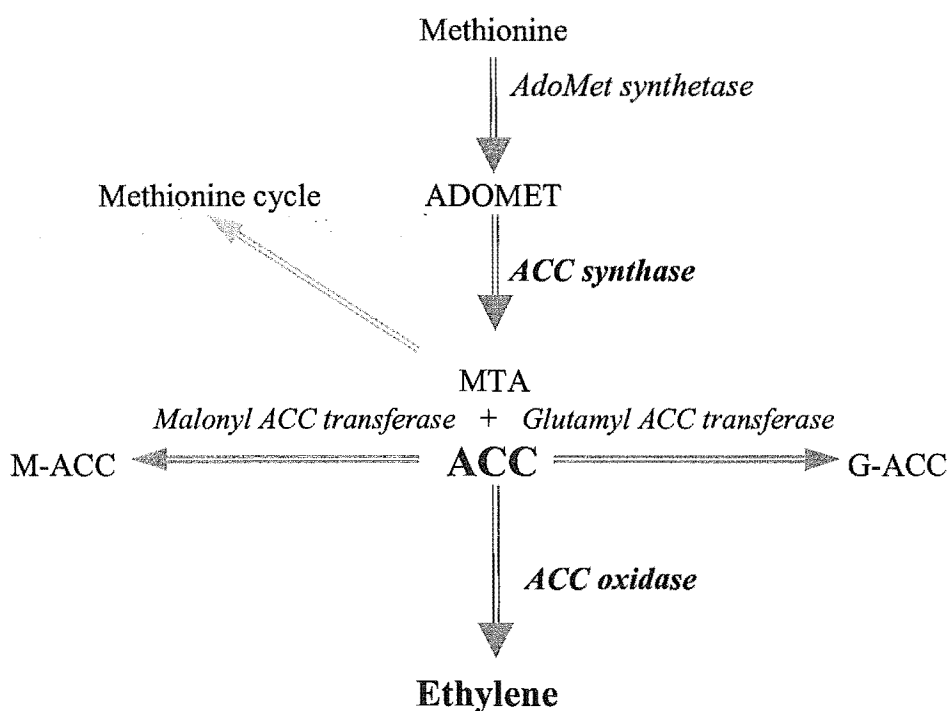 Methionine
AdoMet synthetase
Methionine cycle
ADOMET
ACC synthase
MTA
Malonyl ACC transferase + Glutamyl ACC transferase
M-ACC
ACC
G-ACC
ACC oxidase
Ethylene